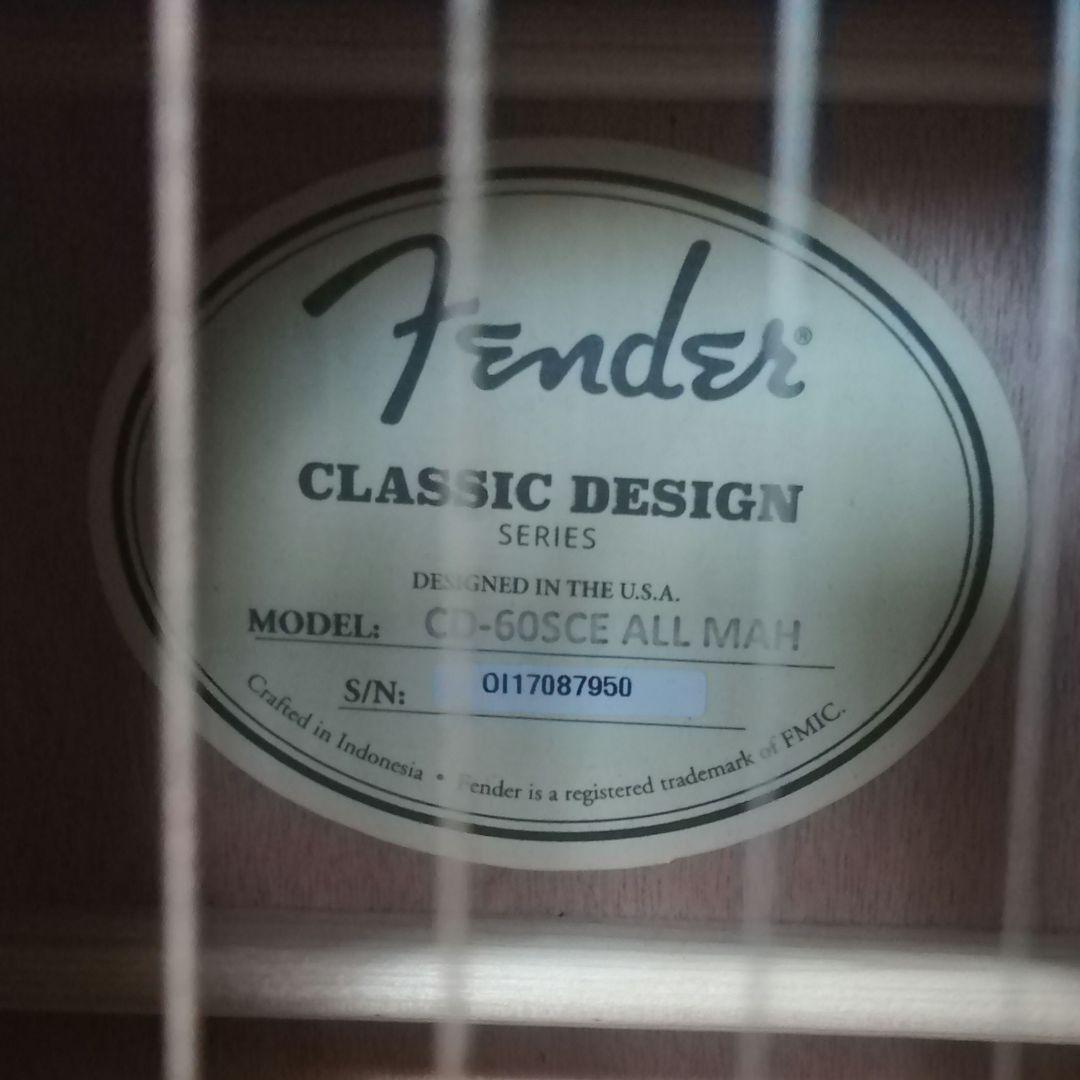 Fender®
CLASSIC DESIGN
SERIES
DESIGNED IN THE U.S.A.
MODEL: CD-60SCE ALL MAH
S/N: OI17087950
Crafted in Indonesia • Fender is a registered trademark of FMIC.